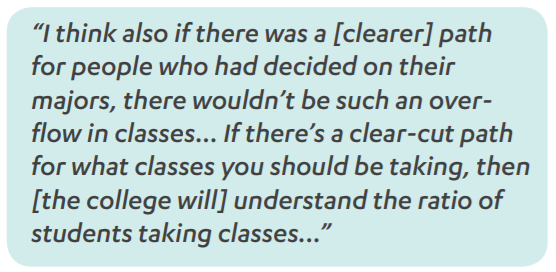 “I think also if there was a [clearer] path
for people who had decided on their
majors, there wouldn’t be such an over-
flow in classes... If there’s a clear-cut path
for what classes you should be taking, then
[the college will] understand the ratio of
students taking classes...”